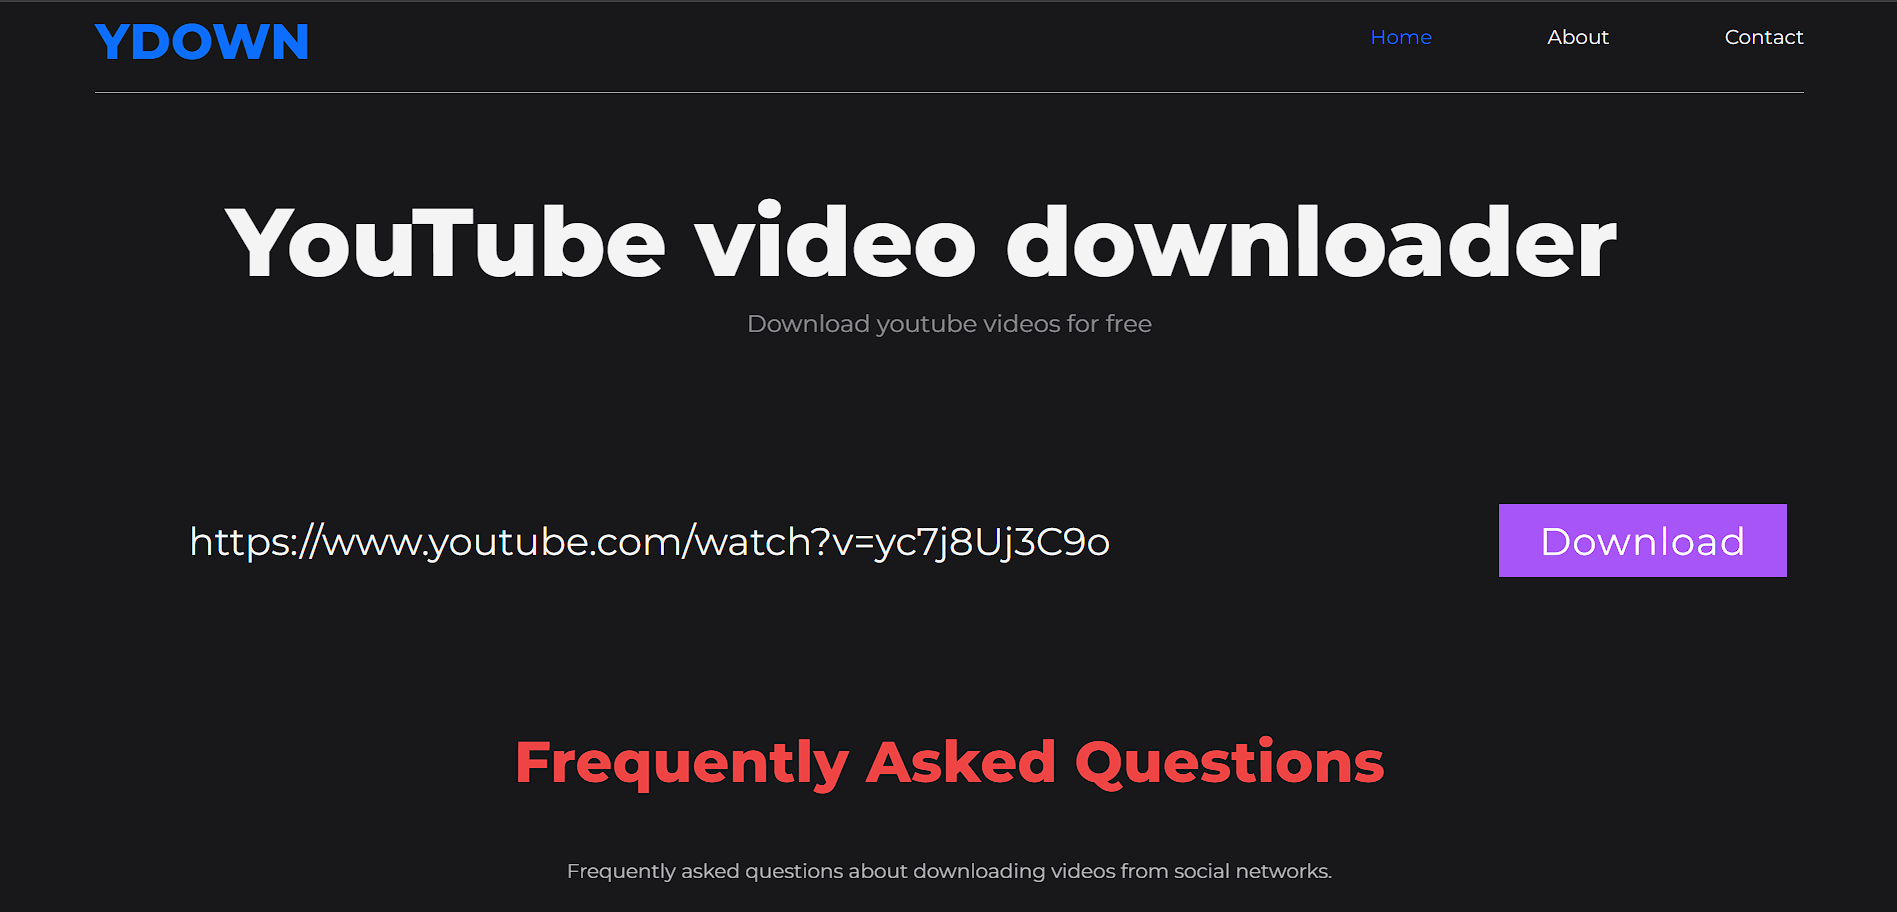 YDOWN
Home About Contact
YouTube video downloader
Download youtube videos for free
https://www.youtube.com/watch?v=yc7j8Uj3C9o
Download
Frequently Asked Questions
Frequently asked questions about downloading videos from social networks.